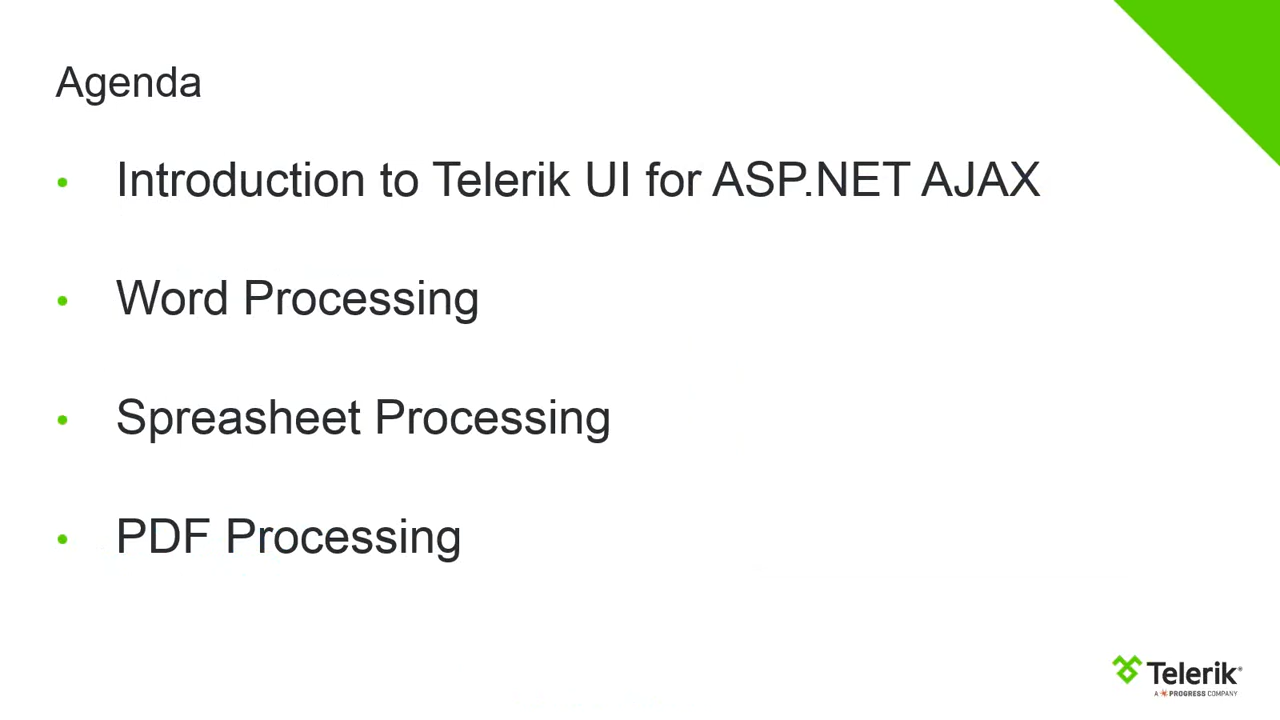 Agenda
• Introduction to Telerik UI for ASP.NET AJAX
• Word Processing
• Spreasheet Processing
• PDF Processing
Telerik®
A PROGRESS COMPANY